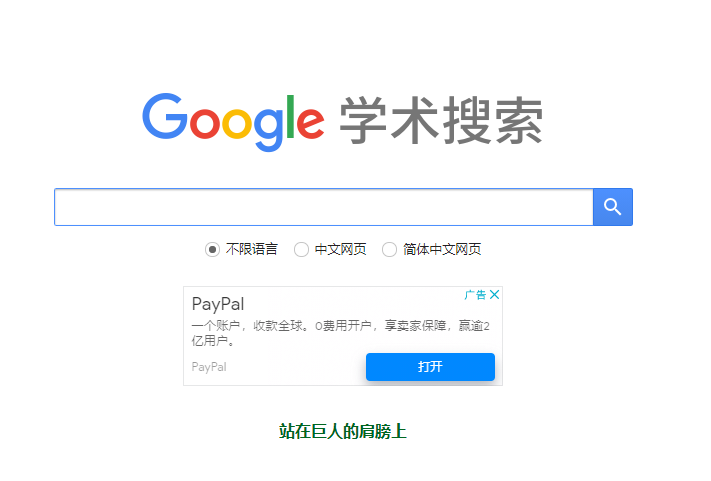 Google 学术搜索
不限语言 中文网页 简体中文网页
广告
PayPal
一个账户，收款全球。0费用开户，享卖家保障，赢逾2
亿用户。
PayPal 打开
站在巨人的肩膀上